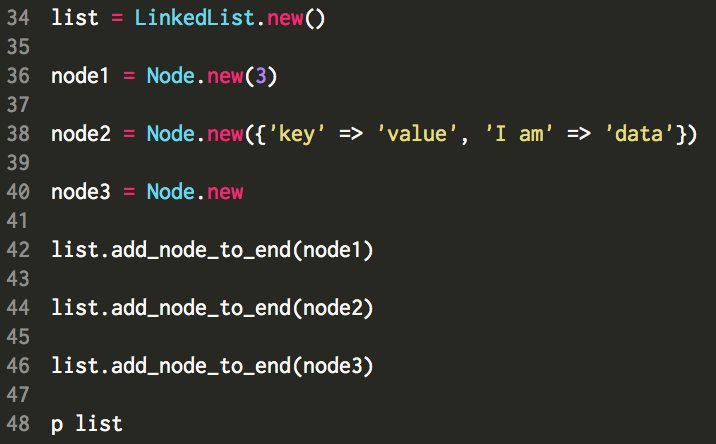 34 list = LinkedList.new()
35
36 node1 = Node.new(3)
37
38 node2 = Node.new({'key' => 'value', 'I am' => 'data'})
39
40 node3 = Node.new
41
42 list.add_node_to_end(node1)
43
44 list.add_node_to_end(node2)
45
46 list.add_node_to_end(node3)
47
48 p list